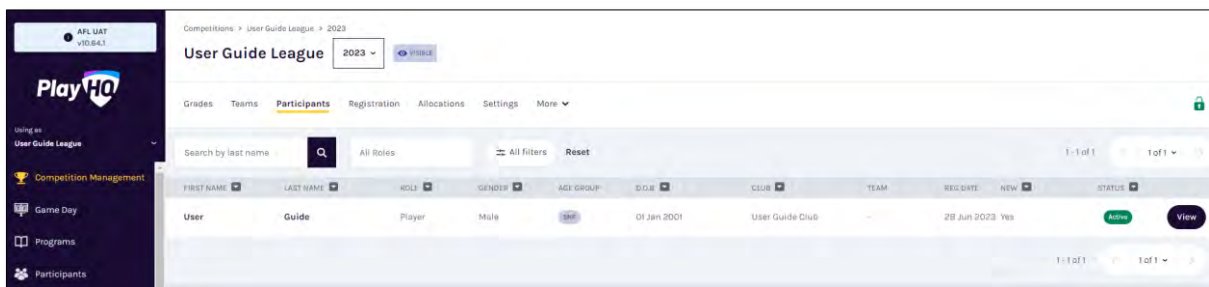 AFL UAT
v10.64.1
PlayHQ
Using as
User Guide League
Competition Management
Game Day
Programs
Participants
Competitions > User Guide League > 2023
User Guide League 2023 VISIBLE
Grades Teams Participants Registration Allocations Settings More
Search by last name All Roles All filters Reset 1-1 of 1 1 of 1
FIRST NAME LAST NAME ROLE GENDER AGE GROUP D.O.B CLUB TEAM REG DATE NEW STATUS
User Guide Player Male User Guide Club - 01 Jan 2001 28 Jun 2023 Yes Active View
1-1 of 1 1 of 1